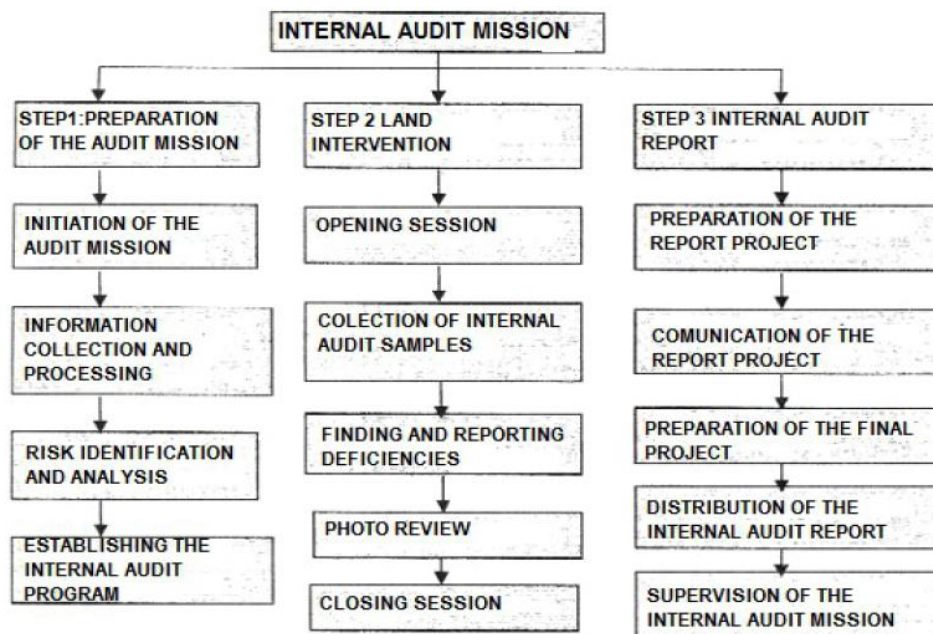 INTERNAL AUDIT MISSION
STEP1:PREPARATION
OF THE AUDIT MISSION
INITIATION OF THE
AUDIT MISSION
INFORMATION
COLLECTION AND
PROCESSING
RISK IDENTIFICATION
AND ANALYSIS
ESTABLISHING THE
INTERNAL AUDIT
PROGRAM
STEP 2 LAND
INTERVENTION
OPENING SESSION
COLECTION OF INTERNAL
AUDIT SAMPLES
FINDING AND REPORTING
DEFICIENCIES
PHOTO REVIEW
CLOSING SESSION
STEP 3 INTERNAL AUDIT
REPORT
PREPARATION OF THE
REPORT PROJECT
COMUNICATION OF THE
REPORT PROJECT
PREPARATION OF THE FINAL
PROJECT
DISTRIBUTION OF THE
INTERNAL AUDIT REPORT
SUPERVISION OF THE
INTERNAL AUDIT MISSION